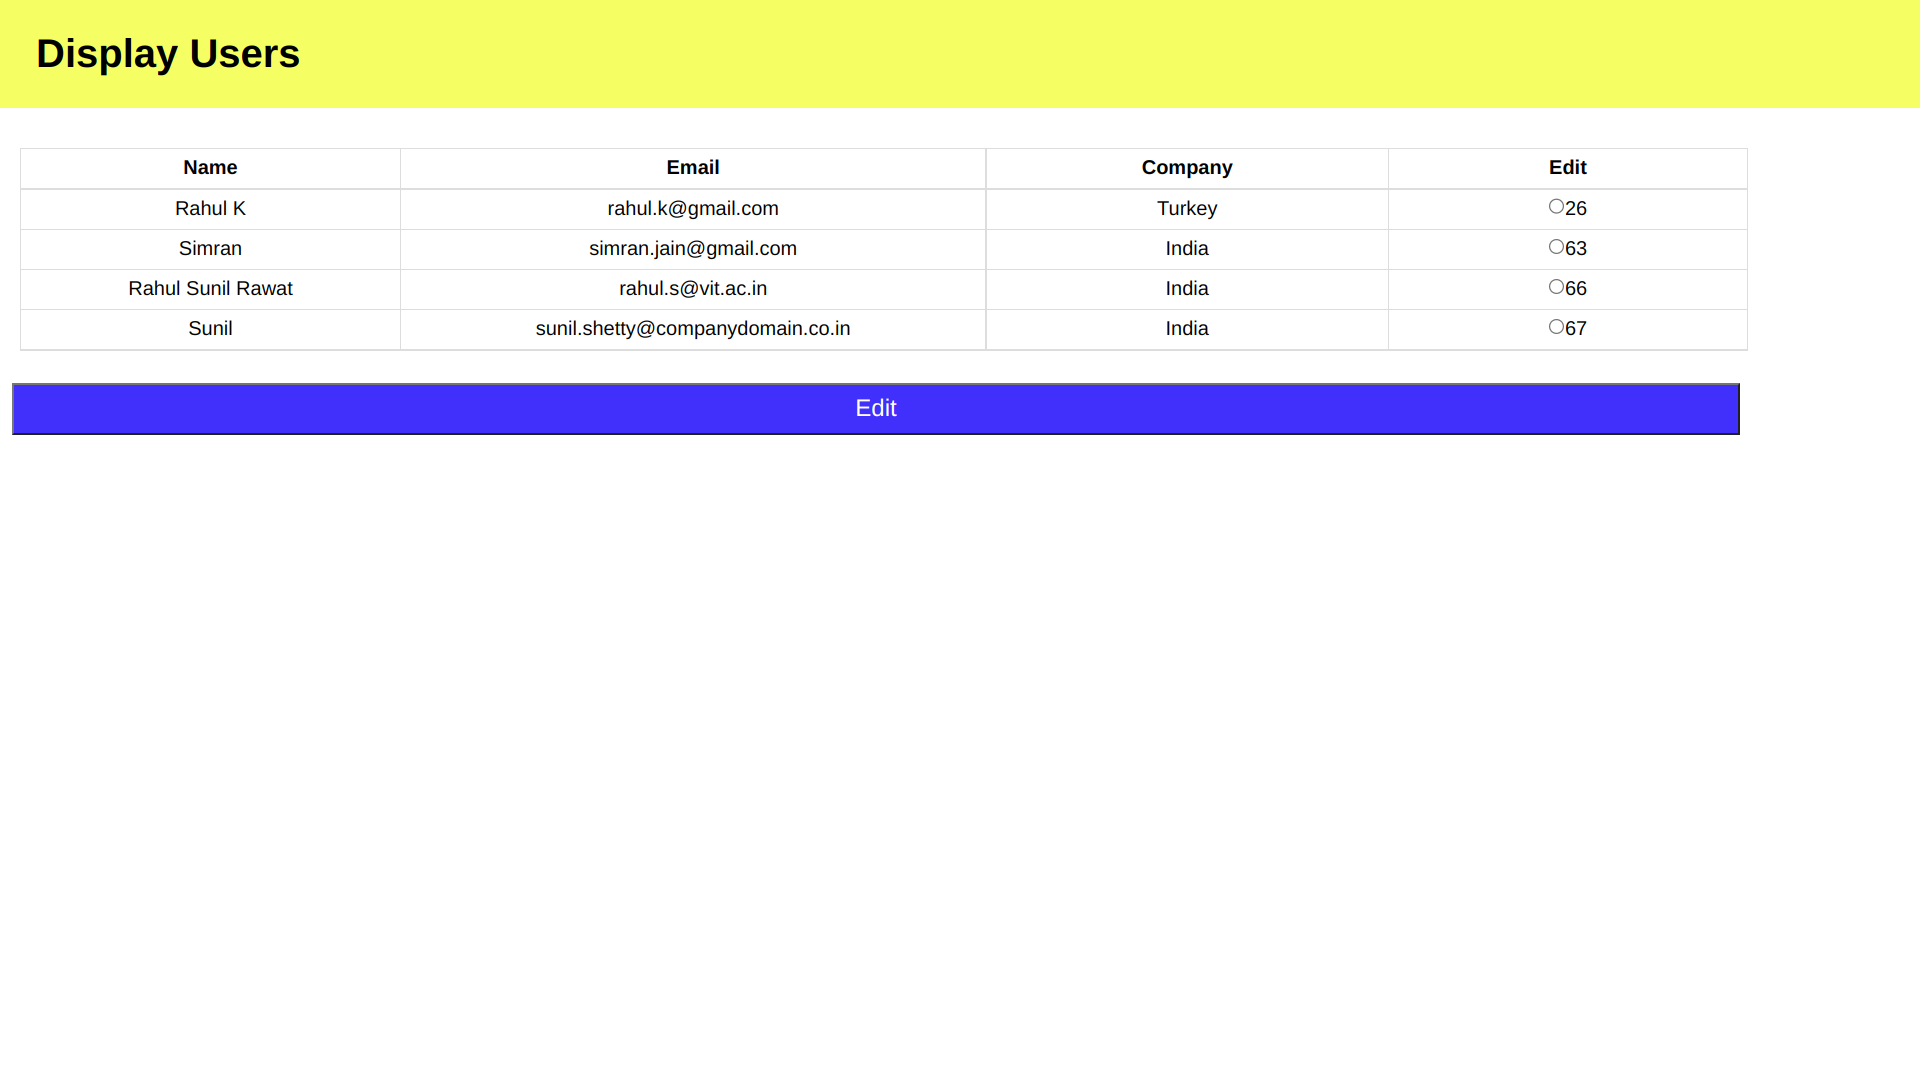 Display Users
Name Email Company Edit
Rahul K rahul.k@gmail.com Turkey 26
Simran simran.jain@gmail.com India 63
Rahul Sunil Rawat rahul.s@vit.ac.in India 66
Sunil sunil.shetty@companydomain.co.in India 67
Edit